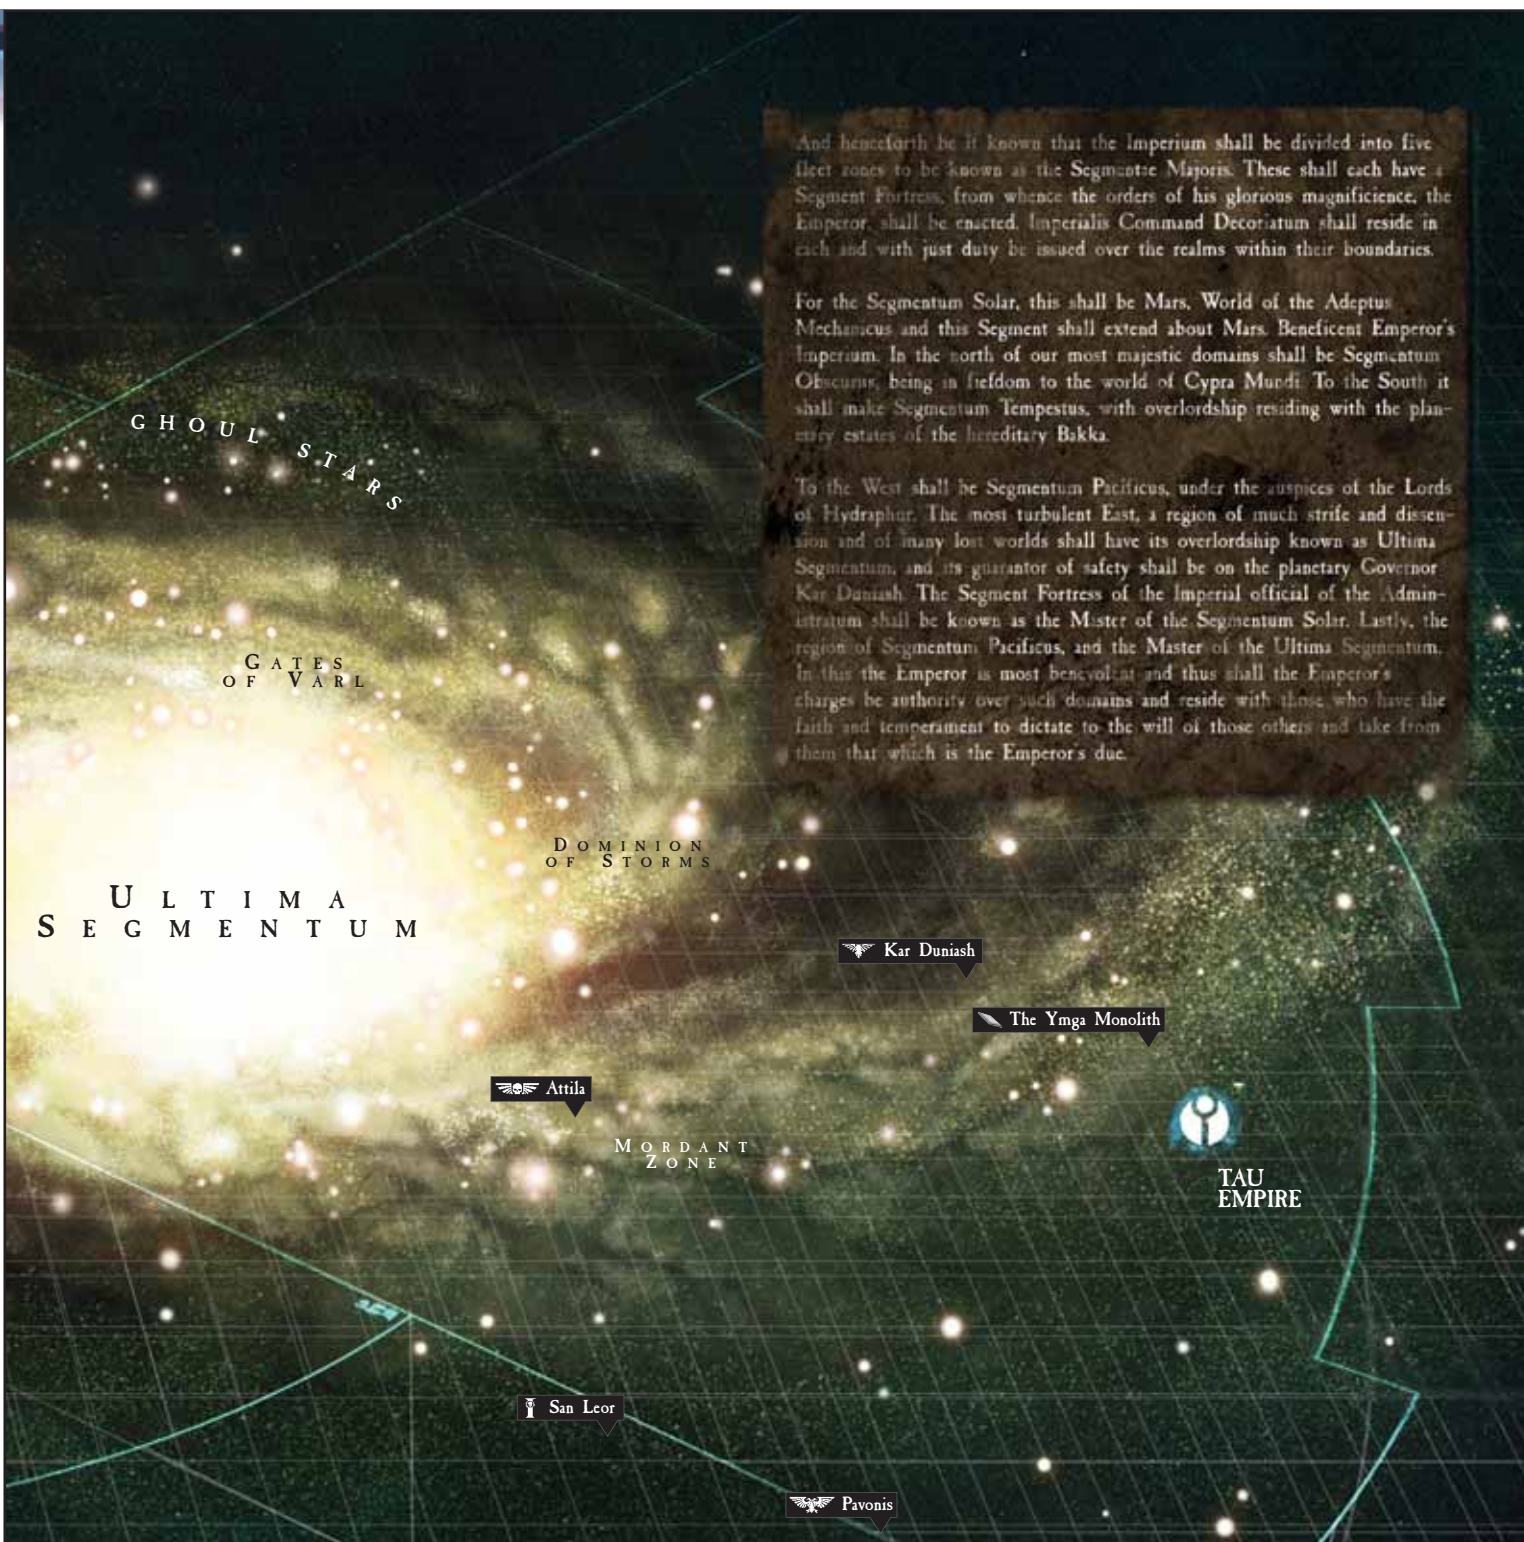 And henceforth be it known that the Imperium shall be divided into five
fleet zones to be known as the Segmentae Majoris. These shall each have a
Segment Fortress, from whence the orders of his glorious magnificience, the
Emperor, shall be enacted. Imperialis Command Decoriatum shall reside in
each and with just duty be issued over the realms within their boundaries.
For the Segmentum Solar, this shall be Mars, World of the Adeptus
Mechanicus and this Segment shall extend about Mars. Beneficent Emperor's
Imperium. In the north of our most majestic domains shall be Segmentum
Obscurus, being in fiefdom to the world of Cypra Mundi. To the South it
shall make Segmentum Tempestus, with overlordship residing with the plan-
etary estates of the hereditary Bakka.
To the West shall be Segmentum Pacificus, under the auspices of the Lords
of Hydraphur. The most turbulent East, a region of much strife and dissen-
sion and of many lost worlds shall have its overlordship known as Ultima
Segmentum, and its guarantor of safety shall be on the planetary Governor
Kar Duniash. The Segment Fortress of the Imperial official of the Admin-
istratum shall be known as the Master of the Segmentum Solar. Lastly, the
region of Segmentum Pacificus, and the Master of the Ultima Segmentum.
In this the Emperor is most benevolent and thus shall the Emperor's
charges be authority over such domains and reside with those who have the
faith and temperament to dictate to the will of those others and take from
them that which is the Emperor's due.
GHOUL STARS
GATES
OF VARL
DOMINION
OF STORMS
ULTIMA
SEGMENTUM
Kar Duniash
The Ymga Monolith
Attila
MORDANT
ZONE
TAU
EMPIRE
San Leor
Pavonis